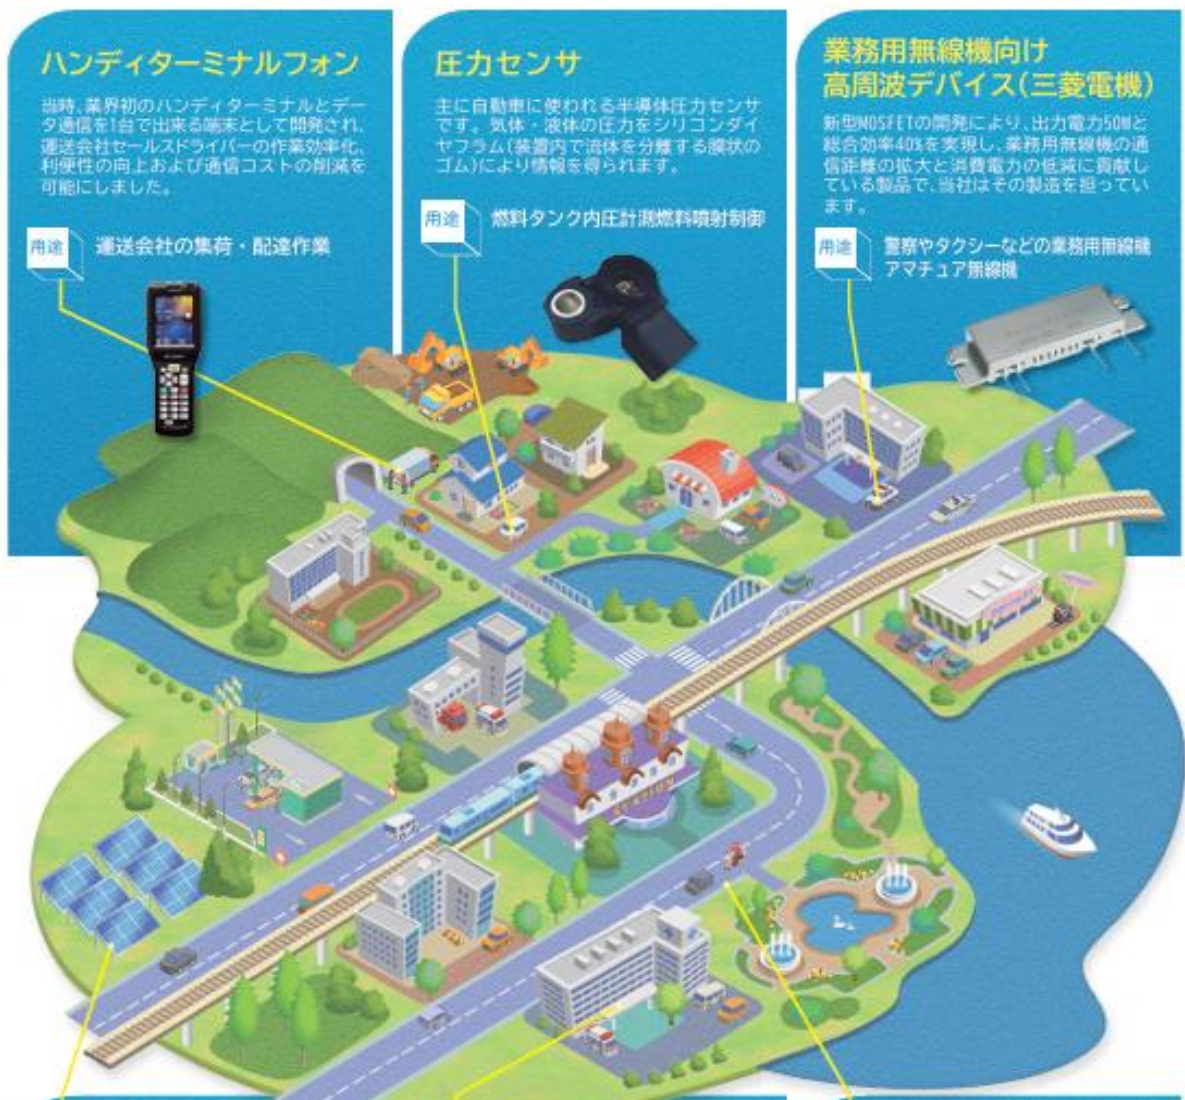 ハンディターミナルフォン
当時、業界初のハンディターミナルとデー
タ通信を1台で出来る端末として開発され、
運送会社セールスドライバーの作業効率化、
利便性の向上および通信コストの削減を
可能にしました。
用途
運送会社の集荷・配達作業
圧力センサ
主に自動車に使われる半導体圧力センサ
です。気体・液体の圧力をシリコンダイ
ヤフラム(装置内で流体を分離する膜状の
ゴム)により情報を得られます。
用途
燃料タンク内圧計測燃料噴射制御
業務用無線機向け
高周波デバイス(三菱電機)
新型MOSFETの開発により、出力電力50Wと
総合効率40%を実現し、業務用無線機の通
信距離の拡大と消費電力の低減に貢献し
ている製品で、当社はその製造を担ってい
ます。
用途
警察やタクシーなどの業務用無線機
アマチュア無線機
STATION